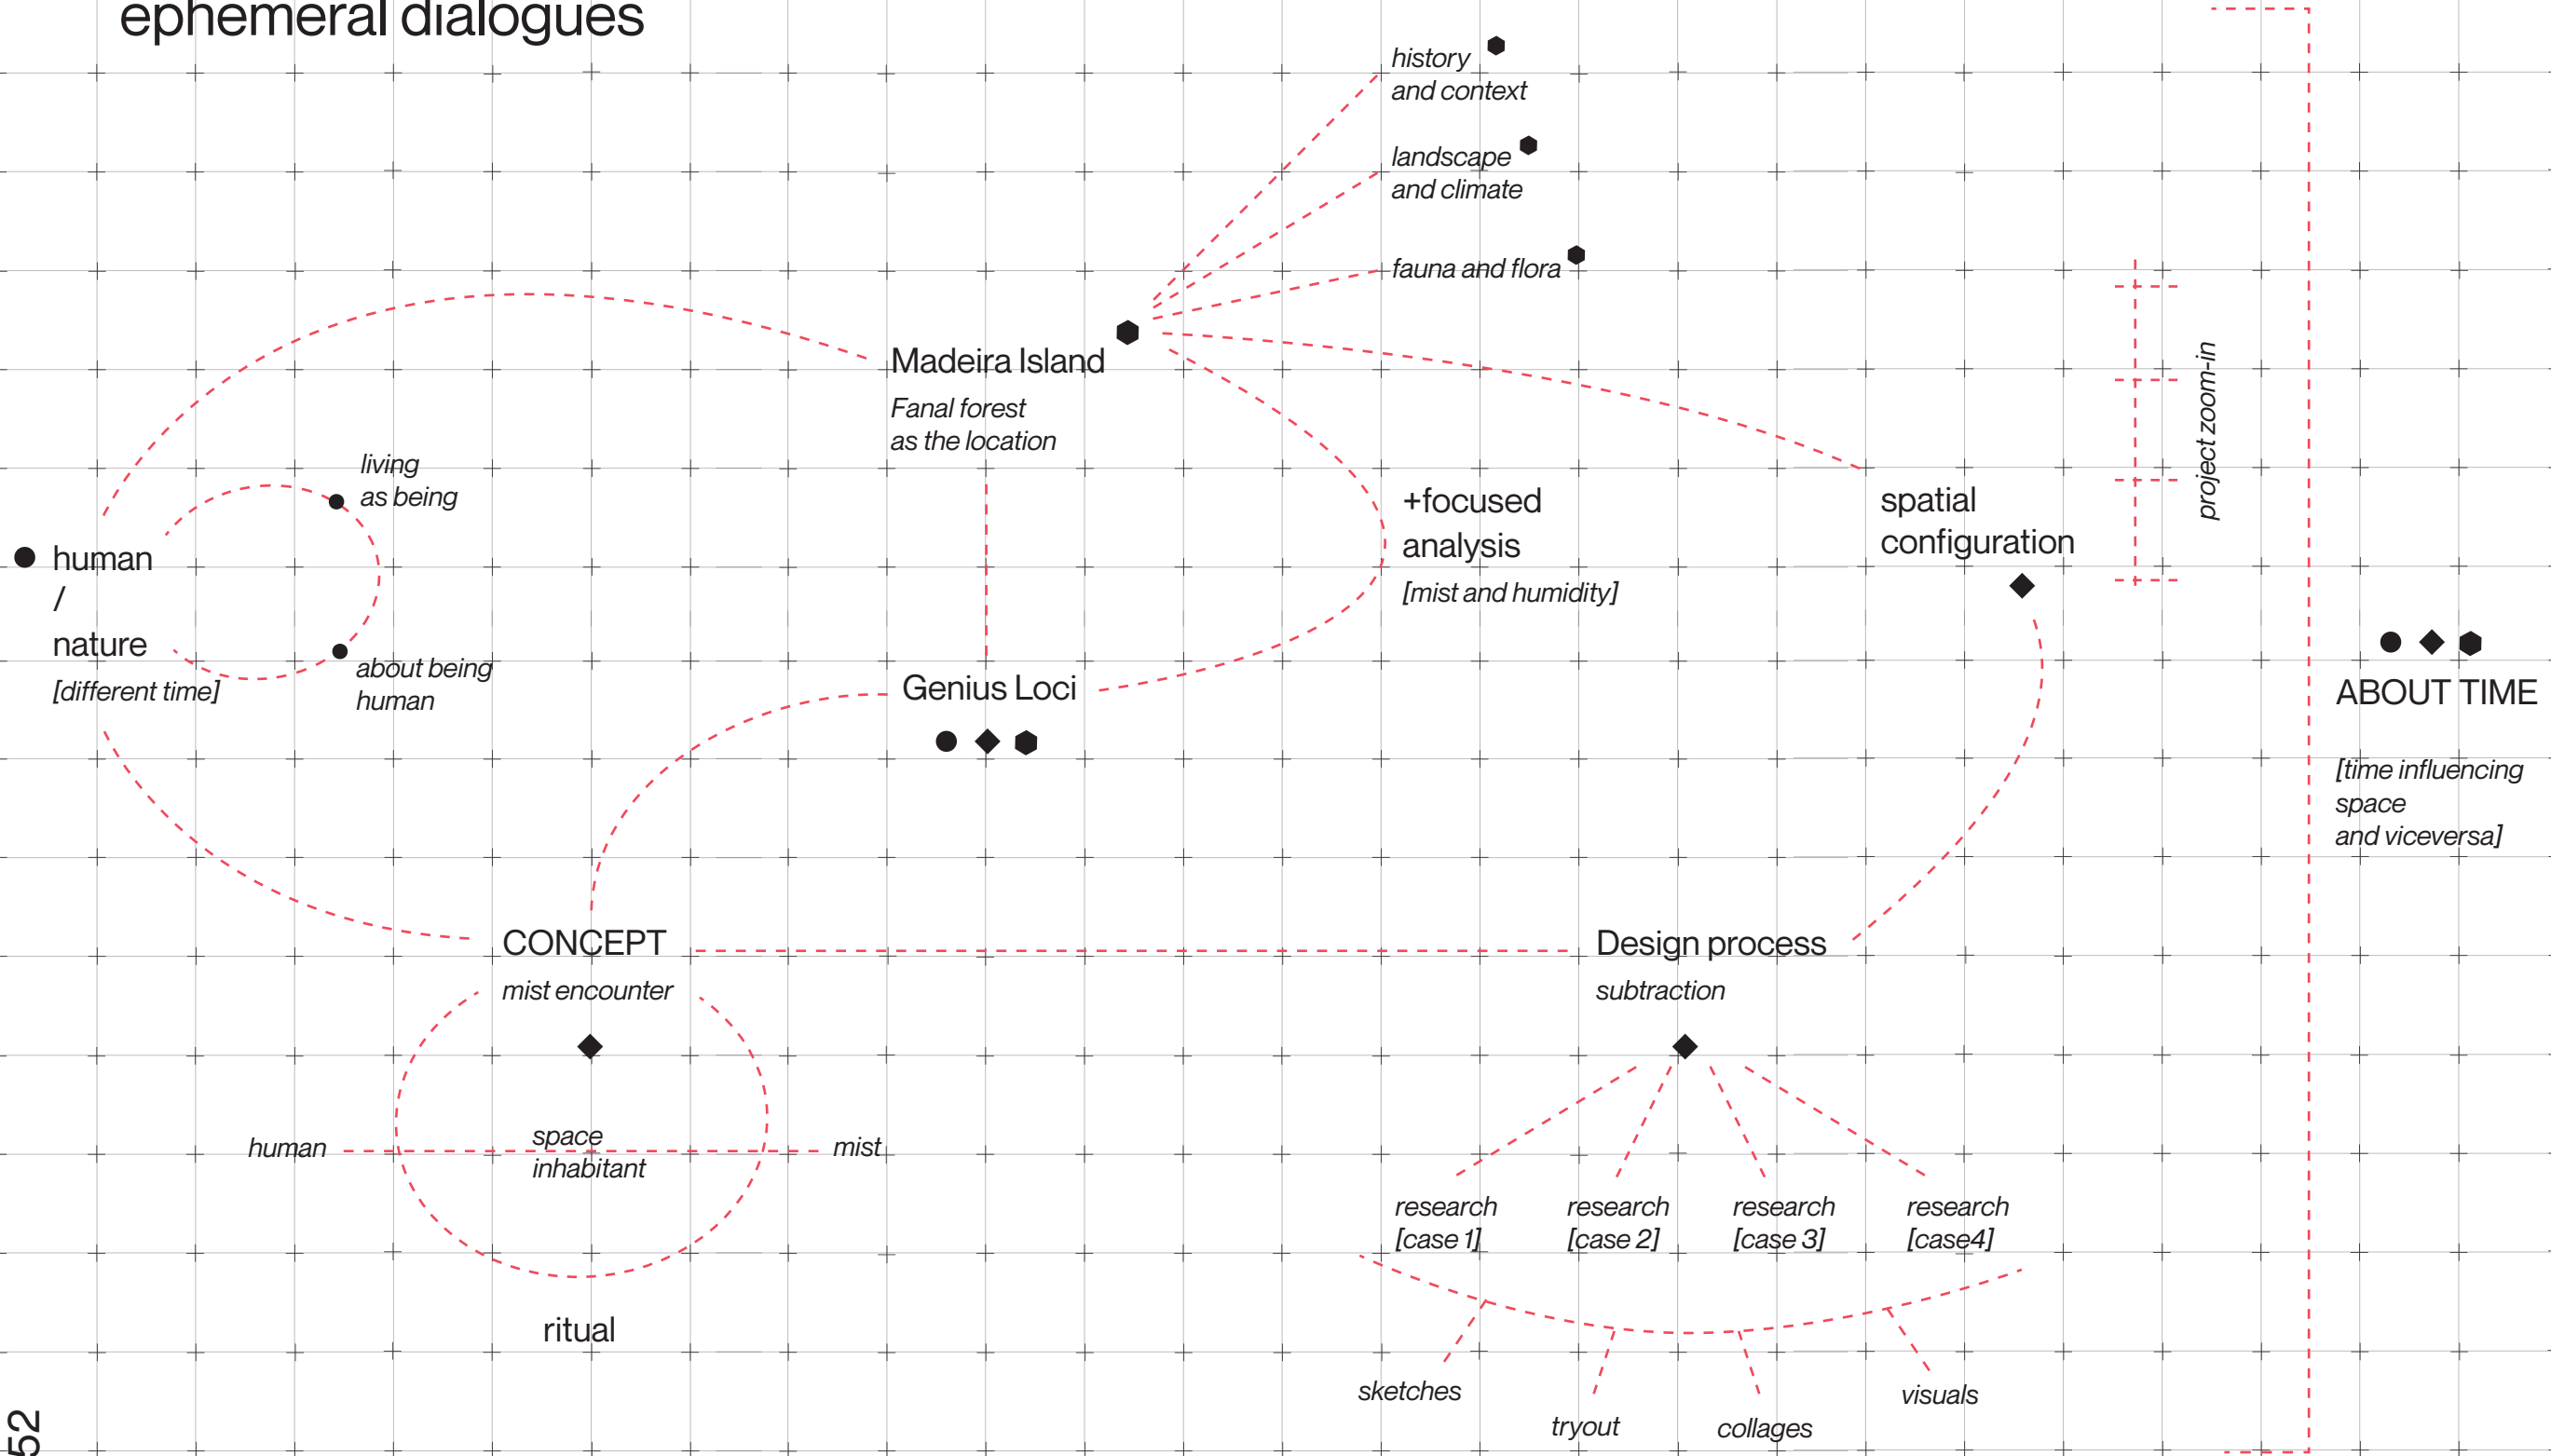 ephemeral dialogues
history
and context
landscape
and climate
fauna and flora
Madeira Island
Fanal forest
as the location
project zoom-in
living
as being
human
/
nature
[different time]
about being
human
+focused
analysis
[mist and humidity]
spatial
configuration
Genius Loci
ABOUT TIME
[time influencing
space
and viceversa]
CONCEPT
mist encounter
Design process
subtraction
human
space
inhabitant
mist
ritual
research
[case 1]
research
[case 2]
research
[case 3]
research
[case4]
sketches
tryout
collages
visuals
52